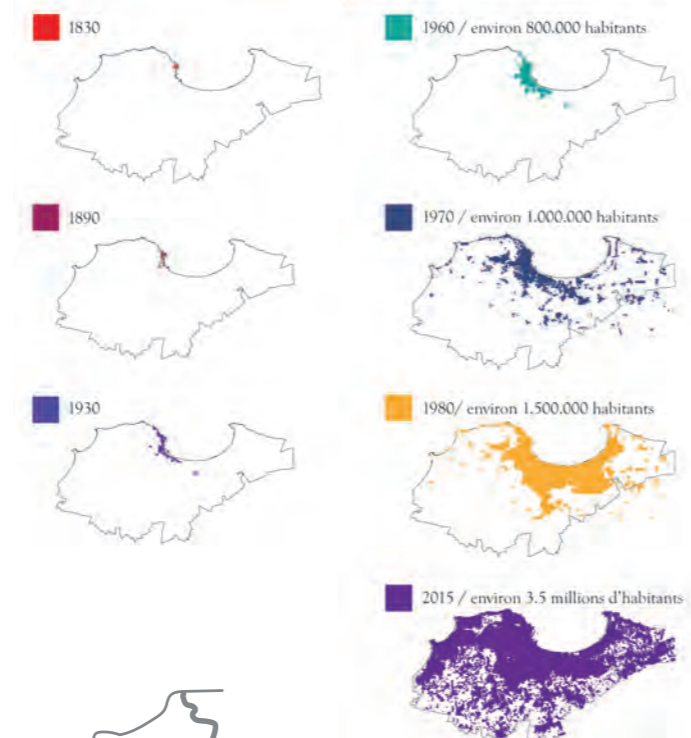 1830
1890
1930
1960 / environ 800.000 habitants
1970 / environ 1.000.000 habitants
1980/ environ 1.500.000 habitants
2015 / environ 3.5 millions d'habitants